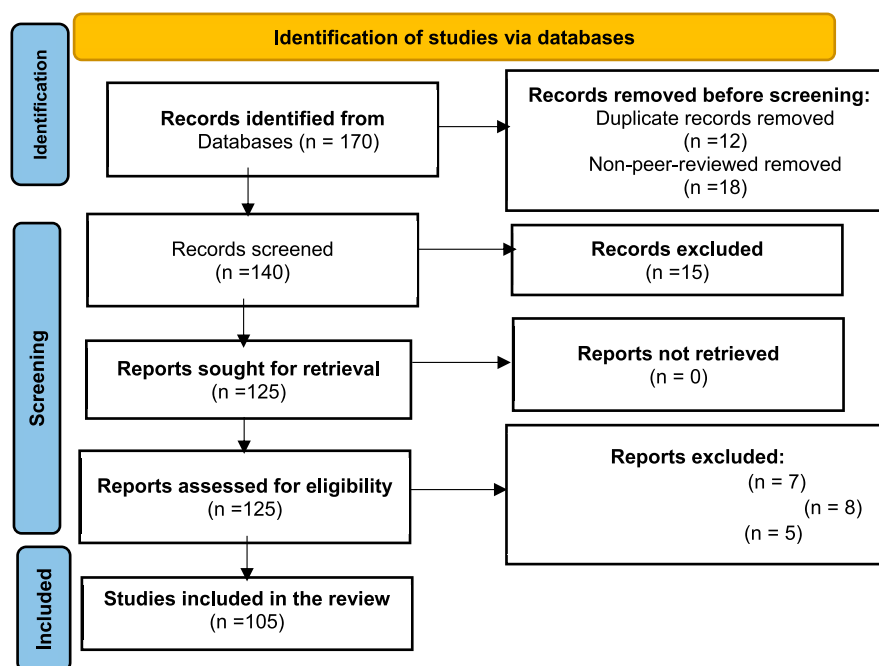 Identification of studies via databases
Identification
Records identified from
Databases (n = 170)
Records removed before screening:
Duplicate records removed
(n =12)
Non-peer-reviewed removed
(n =18)
Screening
Records screened
(n =140)
Records excluded
(n =15)
Reports sought for retrieval
(n =125)
Reports not retrieved
(n = 0)
Reports assessed for eligibility
(n =125)
Reports excluded:
(n = 7)
(n = 8)
(n = 5)
Included
Studies included in the review
(n =105)